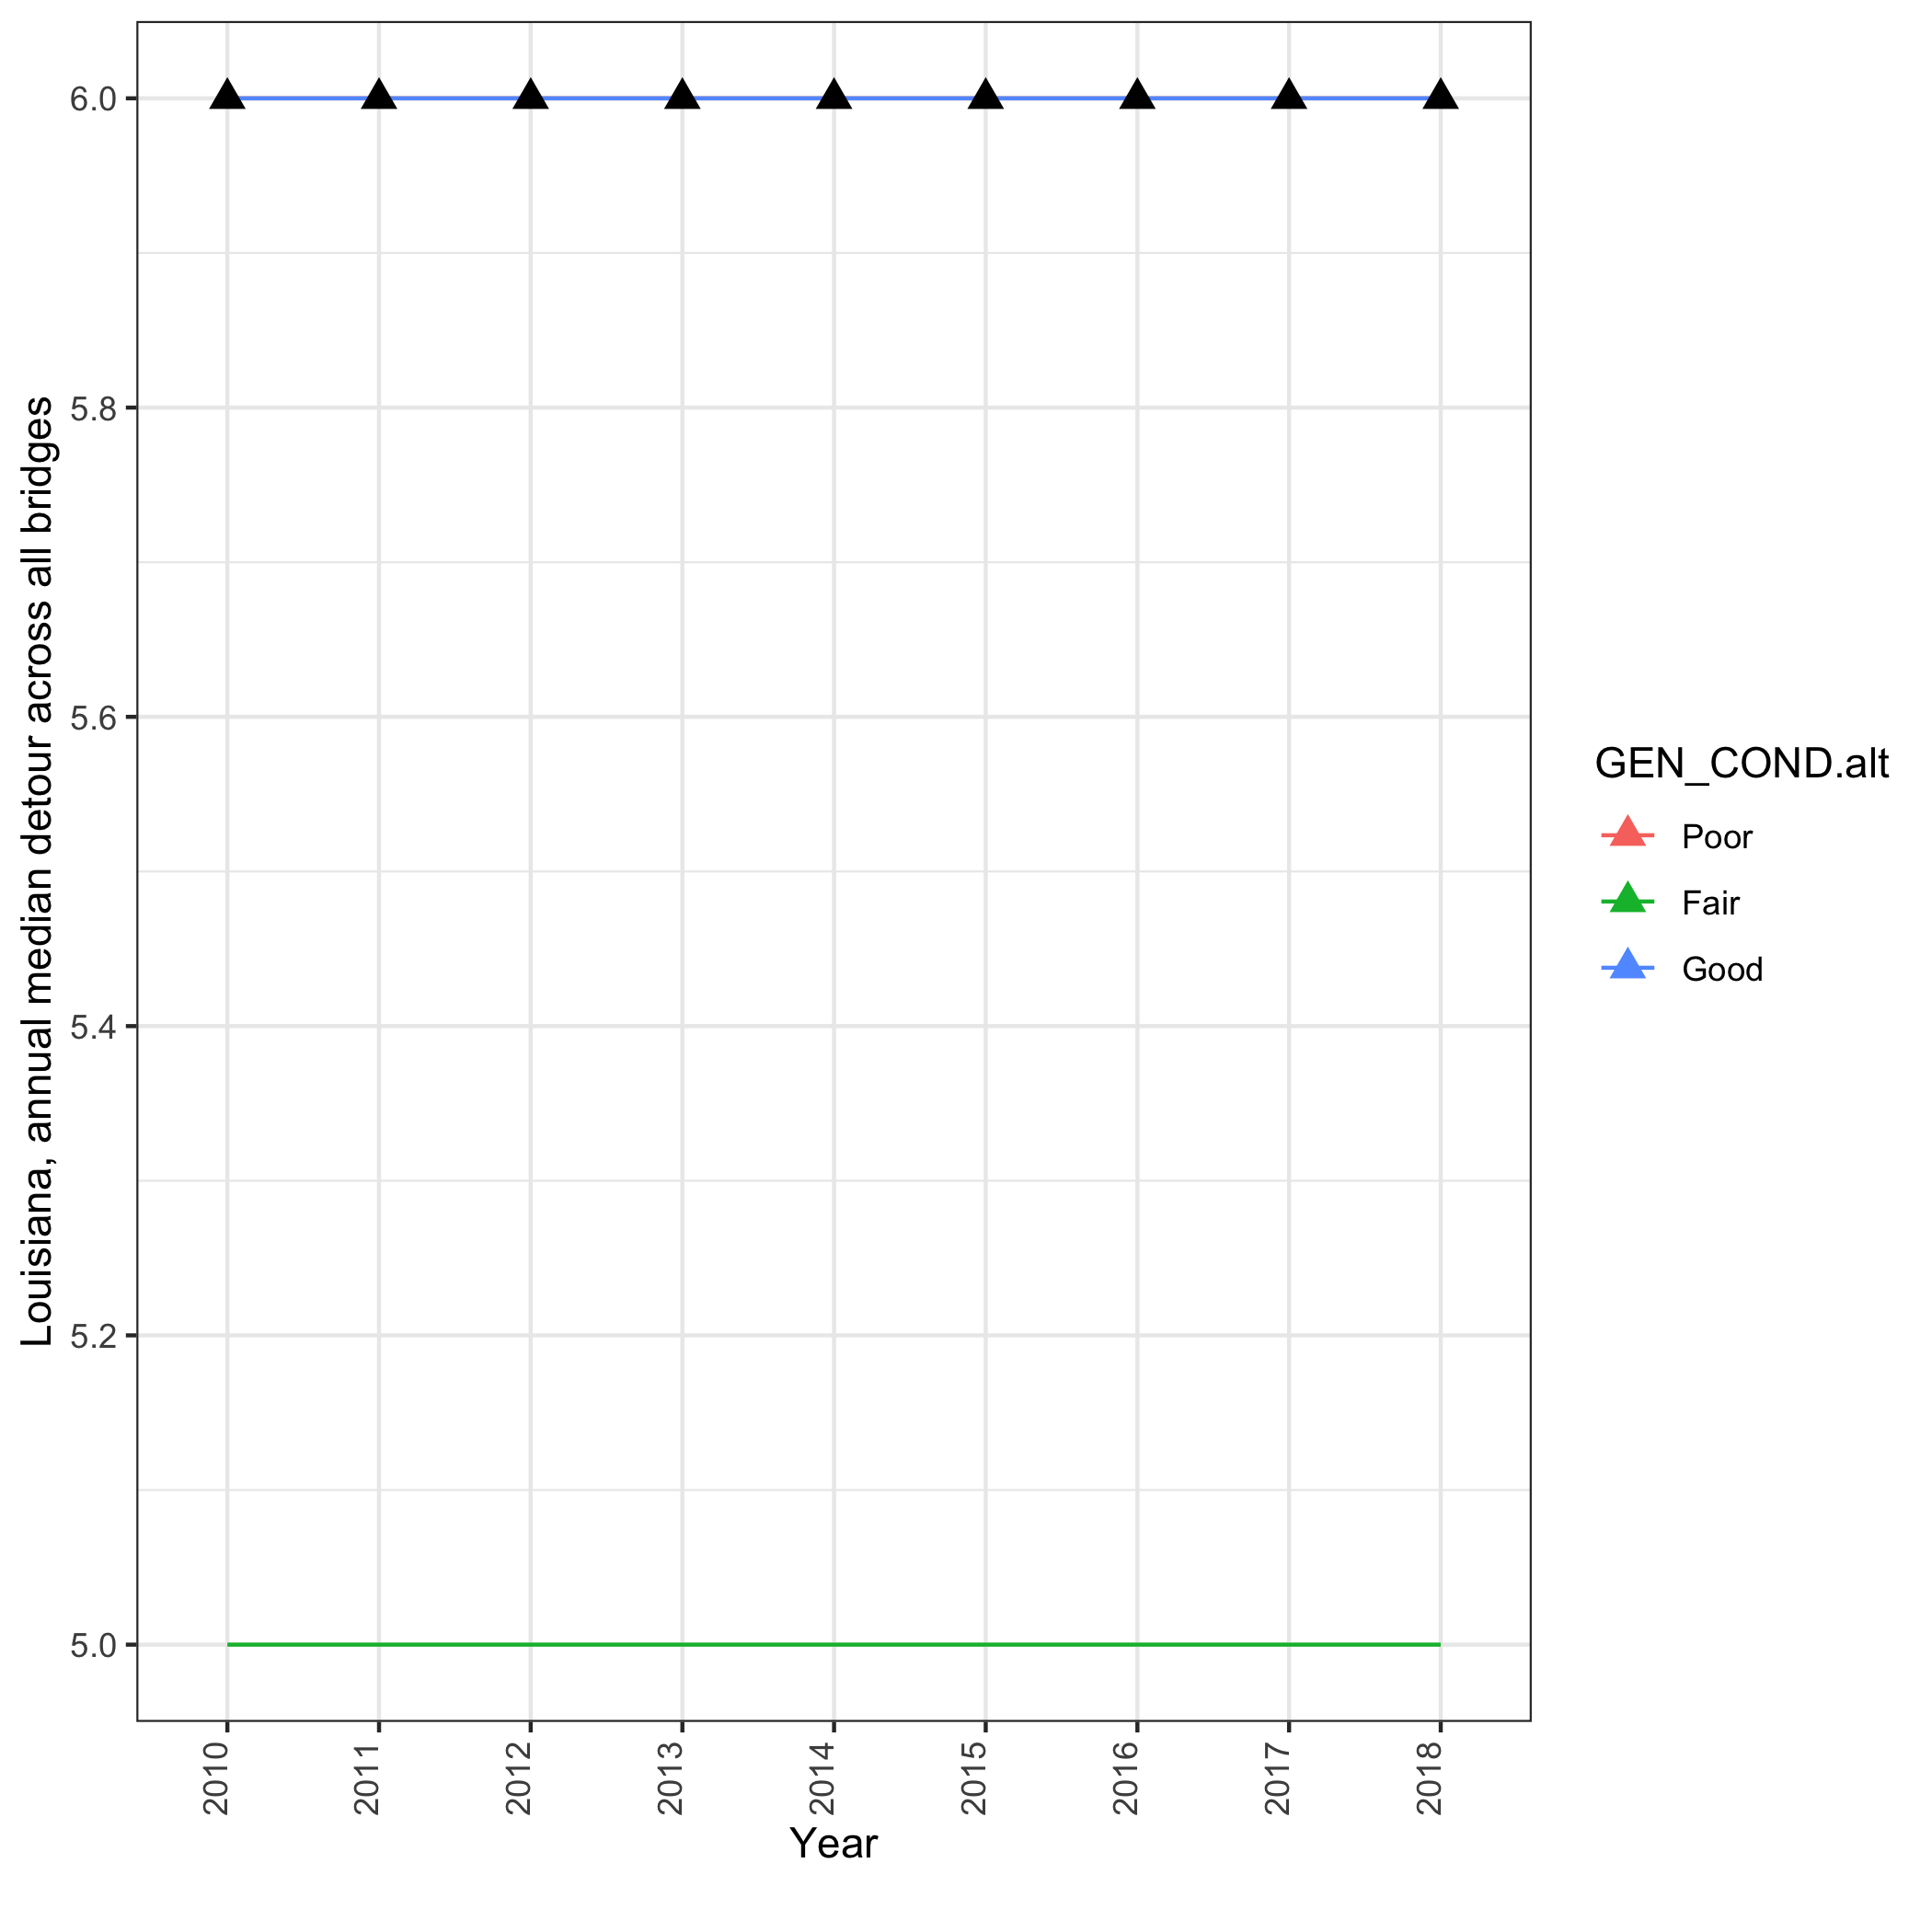 Louisiana, annual median detour across all bridges
6.0
5.8
5.6
5.4
5.2
5.0
2010
2011
2012
2013
2014
2015
2016
2017
2018
Year
GEN_COND.alt
Poor
Fair
Good